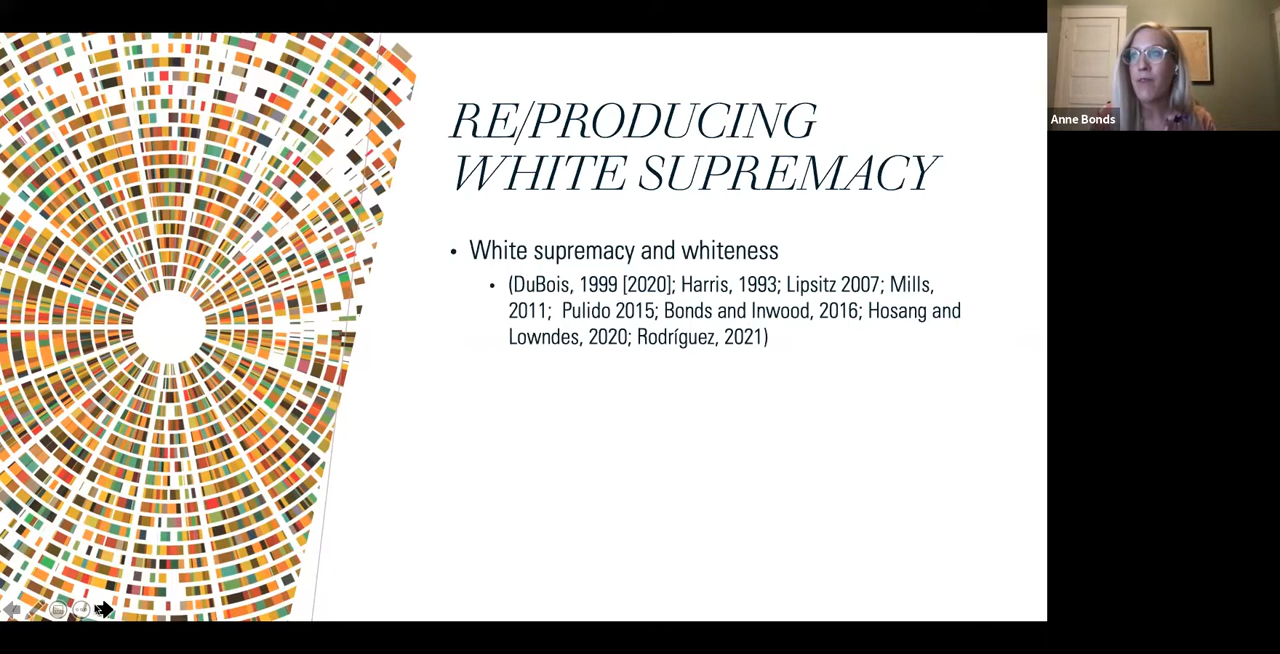 RE/PRODUCING
WHITE SUPREMACY
• White supremacy and whiteness
• (DuBois, 1999 [2020]; Harris, 1993; Lipsitz 2007; Mills,
2011; Pulido 2015; Bonds and Inwood, 2016; Hosang and
Lowndes, 2020; Rodríguez, 2021)
Anne Bonds